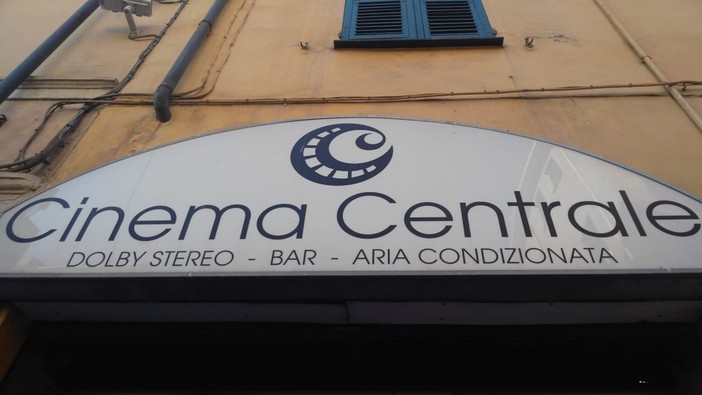 Cinema Centrale
DOLBY STEREO - BAR - ARIA CONDIZIONATA